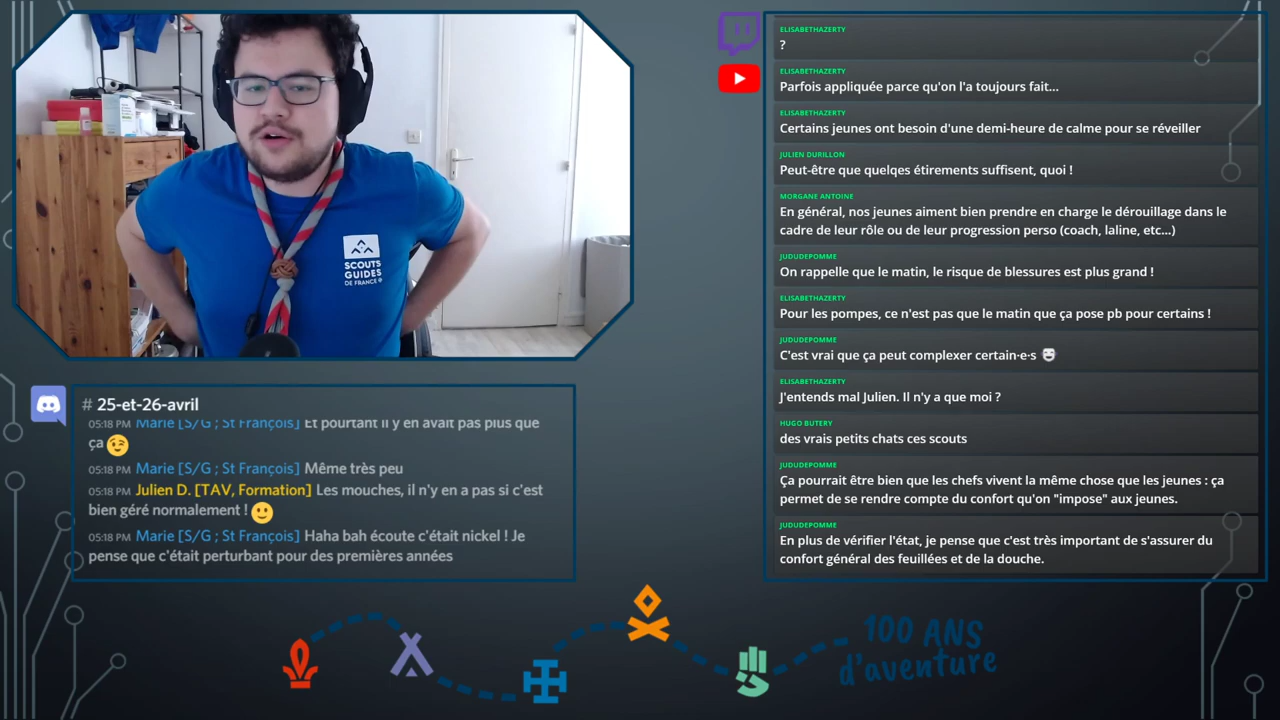 SCOUTS
GUIDES
DE FRANCE
# 25-et-26-avril
05:18 PM Marie [S/G ; St François] Et pourtant il y en avait pas plus que
ça
05:18 PM Marie [S/G ; St François] Même très peu
05:18 PM Julien D. [TAV, Formation] Les mouches, il n'y en a pas si c'est
bien géré normalement !
05:18 PM Marie [S/G ; St François] Haha bah écoute c'était nickel ! Je
pense que c'était perturbant pour des premières années
ELISABETHAZERTY
?
ELISABETHAZERTY
Parfois appliquée parce qu'on l'a toujours fait...
ELISABETHAZERTY
Certains jeunes ont besoin d'une demi-heure de calme pour se réveiller
JULIEN DURILLON
Peut-être que quelqes étirements suffisent, quoi !
MORGANE ANTOINE
En général, nos jeunes aiment bien prendre en charge le dérouillage dans le
cadre de leur rôle ou de leur progression perso (coach, laline, etc...)
JUDUDEPOMME
On rappelle que le matin, le risque de blessures est plus grand !
ELISABETHAZERTY
Pour les pompes, ce n'est pas que le matin que ça pose pb pour certains !
JUDUDEPOMME
C'est vrai que ça peut complexer certain·e·s
ELISABETHAZERTY
J'entends mal Julien. Il n'y a que moi ?
HUGO BUTERY
des vrais petits chats ces scouts
JUDUDEPOMME
Ça pourrait être bien que les chefs vivent la même chose que les jeunes : ça
permet de se rendre compte du confort qu'on "impose" aux jeunes.
JUDUDEPOMME
En plus de vérifier l'état, je pense que c'est très important de s'assurer du
confort général des feuillées et de la douche.
100 ANS
d'aventure